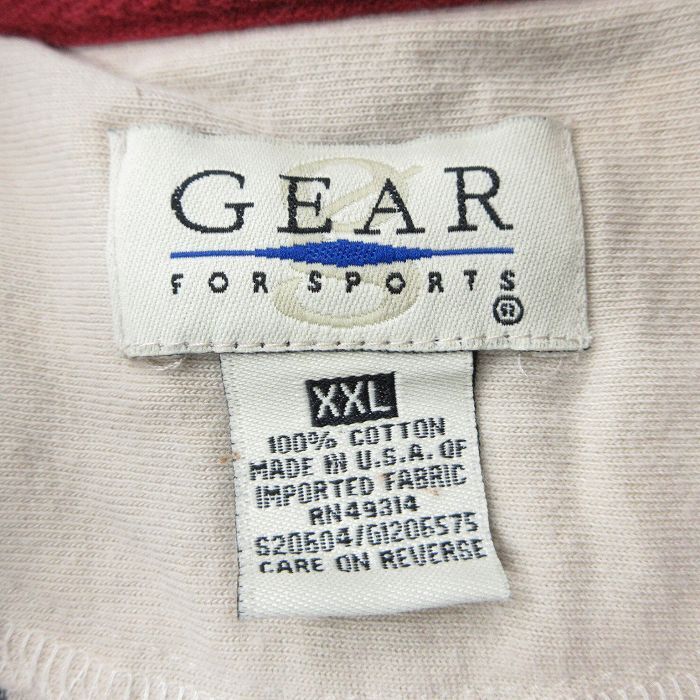 g
GEAR
FOR SPORTS
®
XXL
100% COTTON
MADE IN U.S.A. OF
IMPORTED FABRIC
RN49314
S20604/G1206575
CARE ON REVERSE